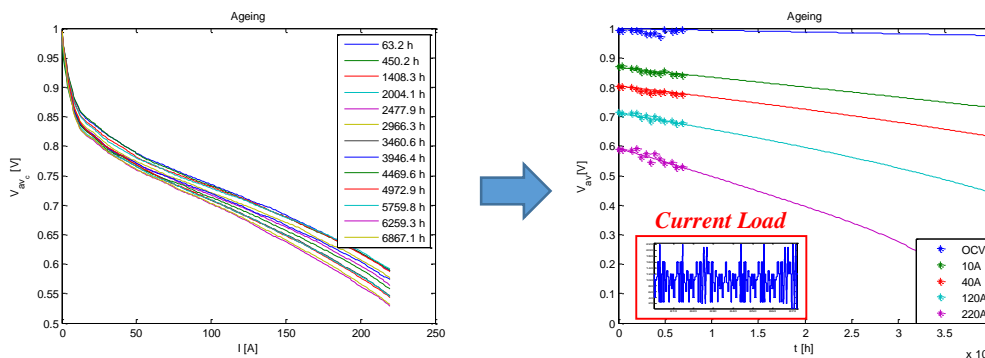 Ageing
1
0.95
0.9
0.85
0.8
0.75
0.7
0.65
0.6
0.55
0.5
V_av_c [V]
0
50
100
150
200
250
I [A]
63.2 h
450.2 h
1408.3 h
2004.1 h
2477.9 h
2966.3 h
3460.6 h
3946.4 h
4469.6 h
4972.9 h
5759.8 h
6259.3 h
6867.1 h
Ageing
1
0.9
0.8
0.7
0.6
0.5
0.4
0.3
0.2
0.1
0
V_av [V]
Current Load
0
0.5
1
1.5
2
2.5
3
3.5
t [h]
x 10
OCV
10A
40A
120A
220A